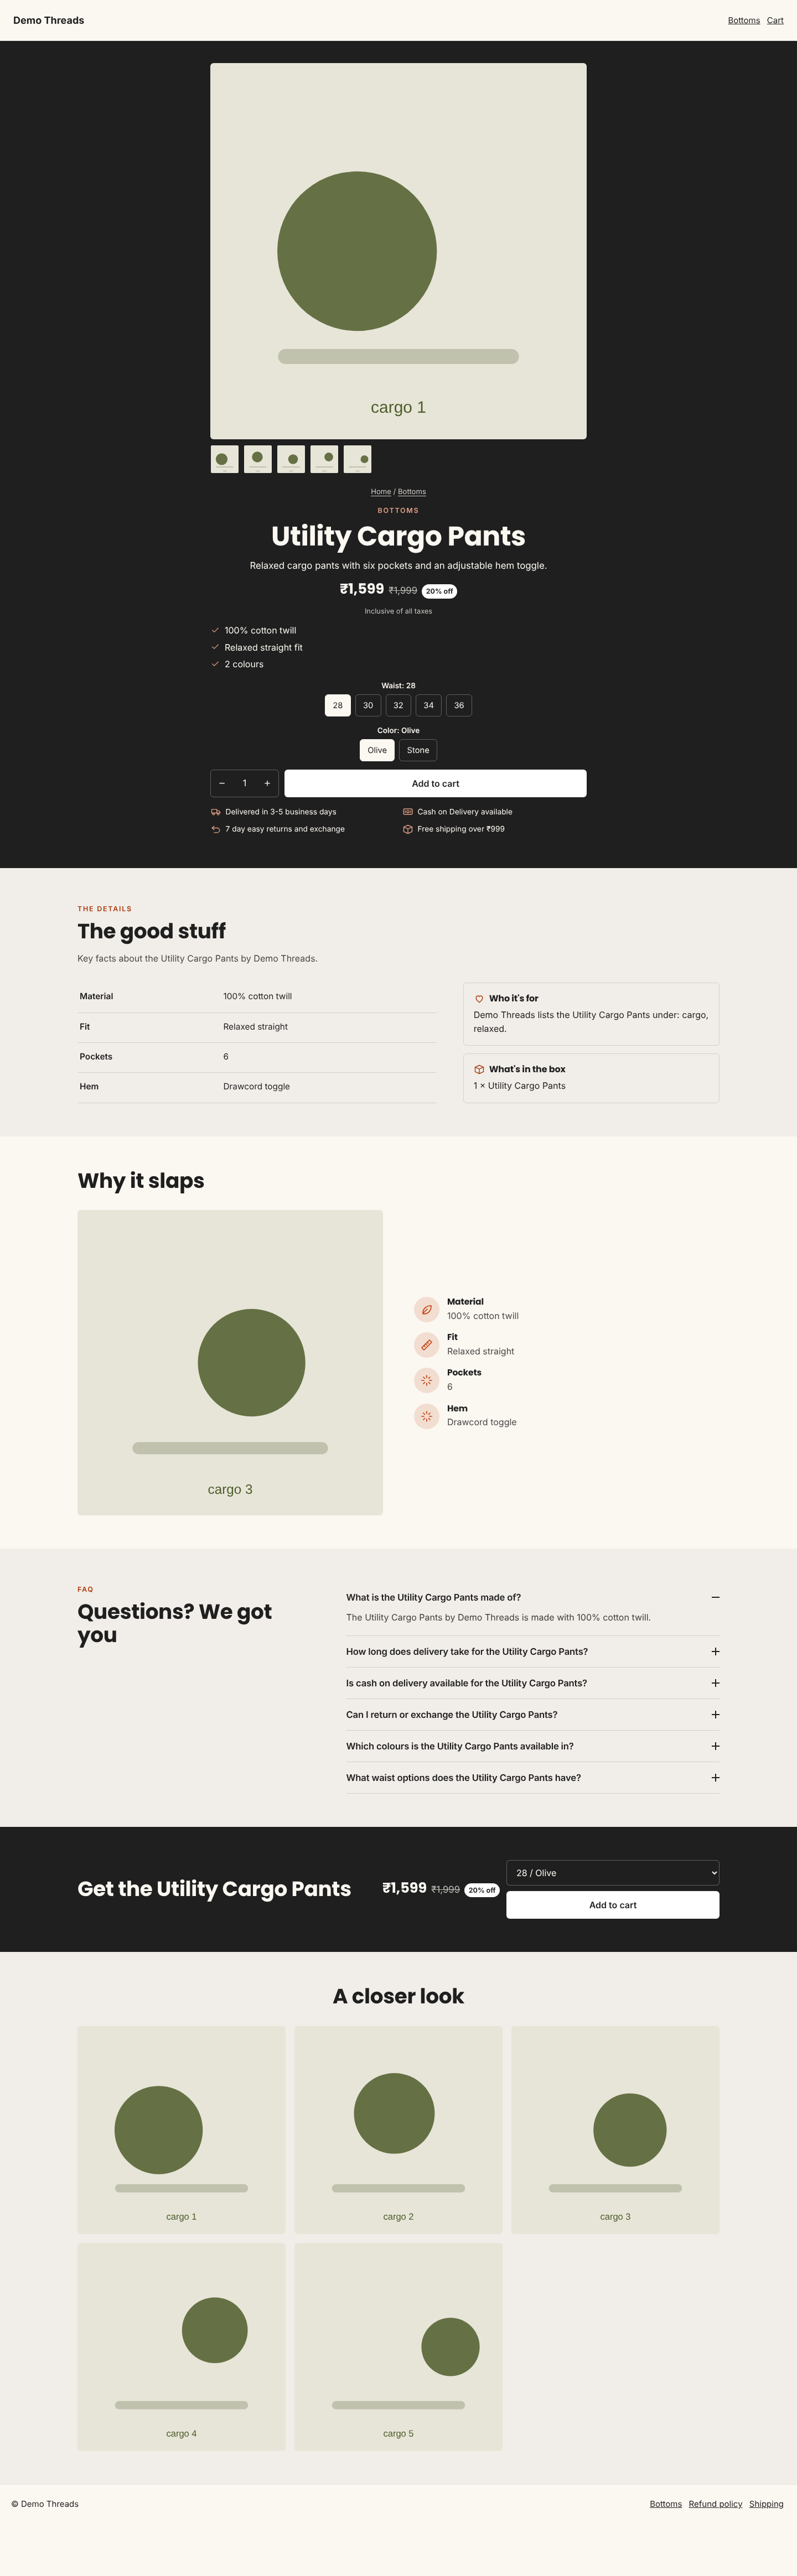 Demo Threads
Bottoms Cart
cargo 1
Home / Bottoms
BOTTOMS
Utility Cargo Pants
Relaxed cargo pants with six pockets and an adjustable hem toggle.
₹1,599 ₹1,999 20% off
Inclusive of all taxes
100% cotton twill
Relaxed straight fit
2 colours
Waist: 28
28 30 32 34 36
Color: Olive
Olive Stone
− 1 + Add to cart
Delivered in 3-5 business days
Cash on Delivery available
7 day easy returns and exchange
Free shipping over ₹999
THE DETAILS
The good stuff
Key facts about the Utility Cargo Pants by Demo Threads.
Material 100% cotton twill
Fit Relaxed straight
Pockets 6
Hem Drawcord toggle
Who it's for
Demo Threads lists the Utility Cargo Pants under: cargo,
relaxed.
What's in the box
1 × Utility Cargo Pants
Why it slaps
cargo 3
Material
100% cotton twill
Fit
Relaxed straight
Pockets
6
Hem
Drawcord toggle
FAQ
Questions? We got
you
What is the Utility Cargo Pants made of?
The Utility Cargo Pants by Demo Threads is made with 100% cotton twill.
How long does delivery take for the Utility Cargo Pants?
Is cash on delivery available for the Utility Cargo Pants?
Can I return or exchange the Utility Cargo Pants?
Which colours is the Utility Cargo Pants available in?
What waist options does the Utility Cargo Pants have?
Get the Utility Cargo Pants
₹1,599 ₹1,999 20% off
28 / Olive
Add to cart
A closer look
cargo 1
cargo 2
cargo 3
cargo 4
cargo 5
© Demo Threads
Bottoms Refund policy Shipping